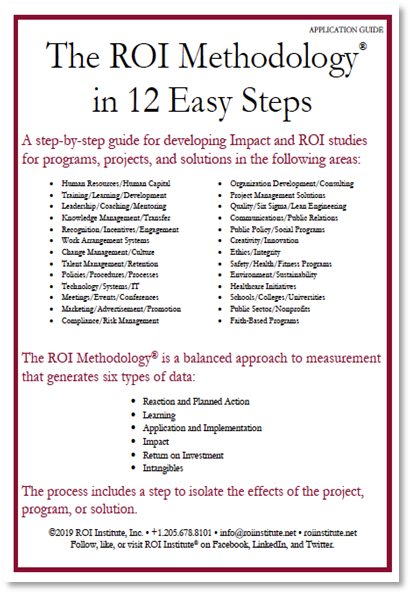 APPLICATION GUIDE
The ROI Methodology®
in 12 Easy Steps
A step-by-step guide for developing Impact and ROI studies
for programs, projects, and solutions in the following areas:
• Human Resources/Human Capital
• Training/Learning/Development
• Leadership/Coaching/Mentoring
• Knowledge Management/Transfer
• Recognition/Incentives/Engagement
• Work Arrangement Systems
• Change Management/Culture
• Talent Management/Retention
• Policies/Procedures/Processes
• Technology/Systems/IT
• Meetings/Events/Conferences
• Marketing/Advertisement/Promotion
• Compliance/Risk Management
• Organization Development/Consulting
• Project Management Solutions
• Quality/Six Sigma/Lean Engineering
• Communications/Public Relations
• Public Policy/Social Programs
• Creativity/Innovation
• Ethics/Integrity
• Safety/Health/Fitness Programs
• Environment/Sustainability
• Healthcare Initiatives
• Schools/Colleges/Universities
• Public Sector/Nonprofits
• Faith-Based Programs
The ROI Methodology® is a balanced approach to measurement
that generates six types of data:
• Reaction and Planned Action
• Learning
• Application and Implementation
• Impact
• Return on Investment
• Intangibles
The process includes a step to isolate the effects of the project,
program, or solution.
©2019 ROI Institute, Inc. • +1.205.678.8101 • info@roiinstitute.net • roiinstitute.net
Follow, like, or visit ROI Institute® on Facebook, LinkedIn, and Twitter.